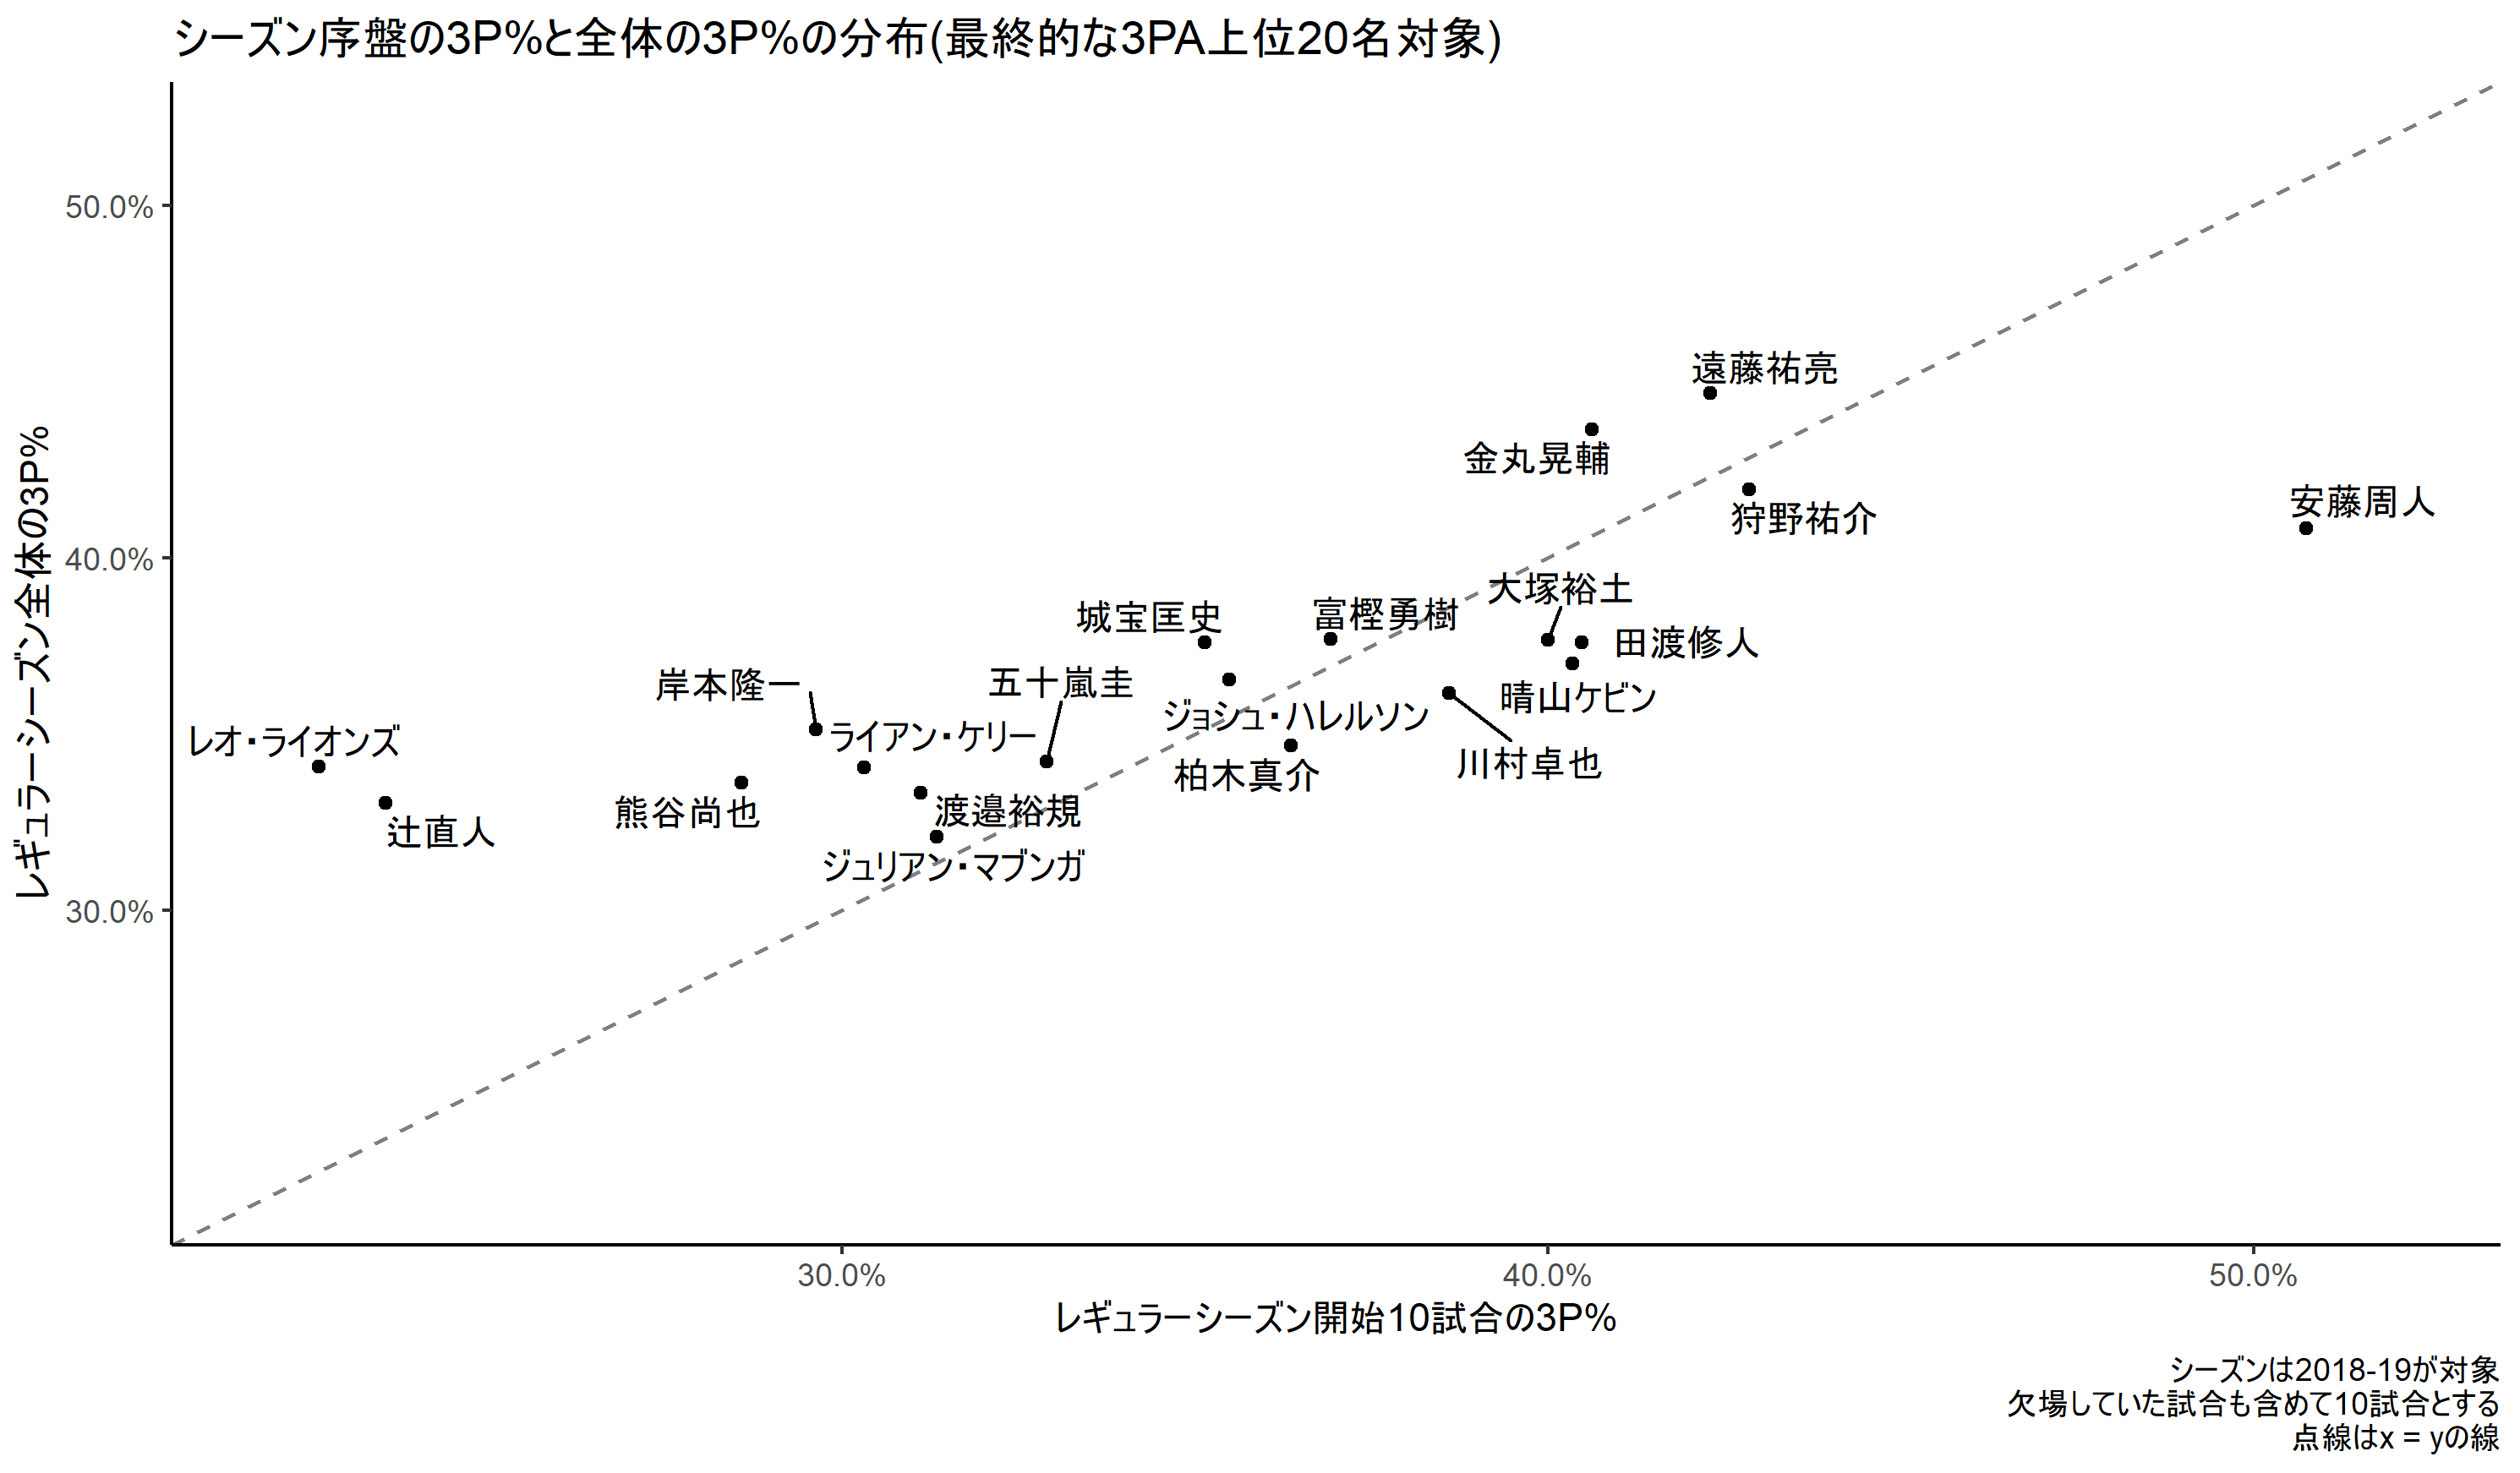 シーズン序盤の3P%と全体の3P%の分布(最終的な3PA上位20名対象)
レギュラーシーズン全体の3P%
50.0%
40.0%
30.0%
遠藤祐亮
金丸晃輔
狩野祐介
安藤周人
大塚裕土
城宝匡史
富樫勇樹
田渡修人
岸本隆一
五十嵐圭
晴山ケビン
ジョシュ・ハレルソン
レオ・ライオンズ
ライアン・ケリー
川村卓也
柏木真介
熊谷尚也
渡邉裕規
辻直人
ジュリアン・マブンガ
30.0%
40.0%
50.0%
レギュラーシーズン開始10試合の3P%
シーズンは2018-19が対象
欠場していた試合も含めて10試合とする
点線はx = yの線